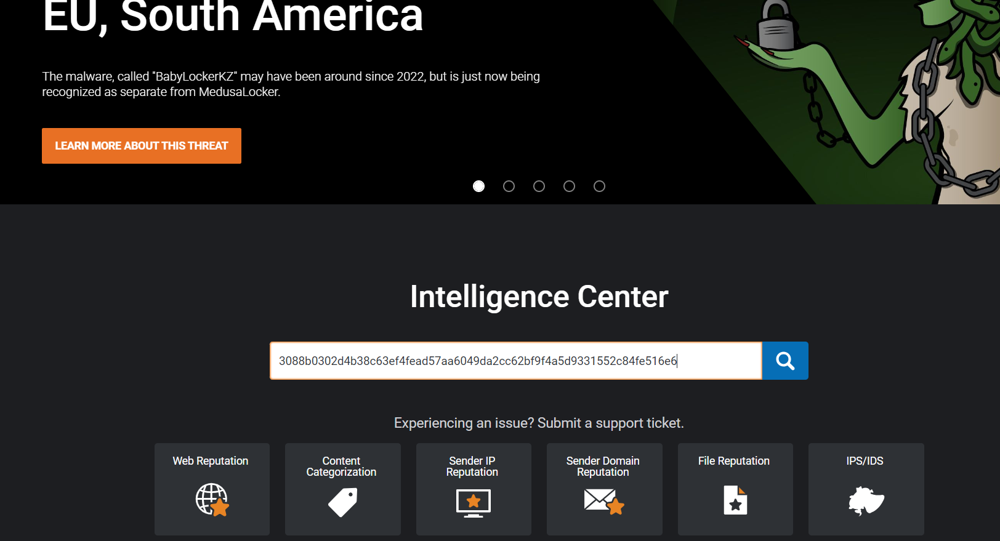 EU, South America
The malware, called "BabyLockerKZ" may have been around since 2022, but is just now being
recognized as separate from MedusaLocker.
LEARN MORE ABOUT THIS THREAT
Intelligence Center
3088b0302d4b38c63ef4fead57aa6049da2cc62bf9f4a5d9331552c84fe516e6
Experiencing an issue? Submit a support ticket.
Web Reputation
Content
Categorization
Sender IP
Reputation
Sender Domain
Reputation
File Reputation
IPS/IDS